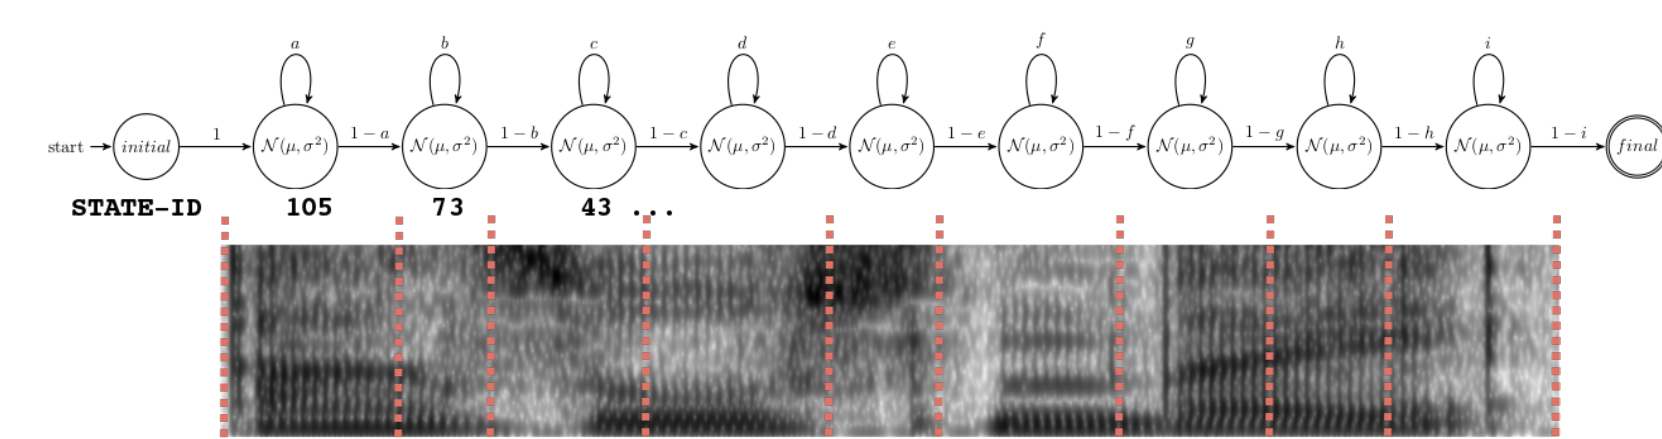 a b c d e f g h i
start initial 1 𝒩(μ, σ²) 1 − a 𝒩(μ, σ²) 1 − b 𝒩(μ, σ²) 1 − c 𝒩(μ, σ²) 1 − d 𝒩(μ, σ²) 1 − e 𝒩(μ, σ²) 1 − f 𝒩(μ, σ²) 1 − g 𝒩(μ, σ²) 1 − h 𝒩(μ, σ²) 1 − i final
STATE-ID 105 73 43 ...